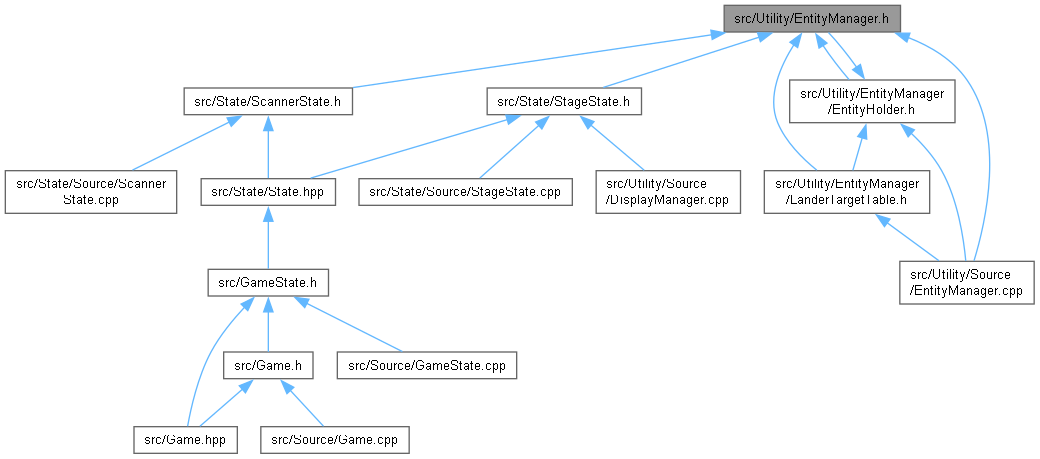 src/Utility/EntityManager.h
src/State/ScannerState.h
src/State/StageState.h
src/Utility/EntityManager
/EntityHolder.h
src/State/Source/Scanner
State.cpp
src/State/State.hpp
src/State/Source/StageState.cpp
src/Utility/Source
/DisplayManager.cpp
src/Utility/EntityManager
/LanderTargetTable.h
src/GameState.h
src/Utility/Source
/EntityManager.cpp
src/Game.h
src/Source/GameState.cpp
src/Game.hpp
src/Source/Game.cpp